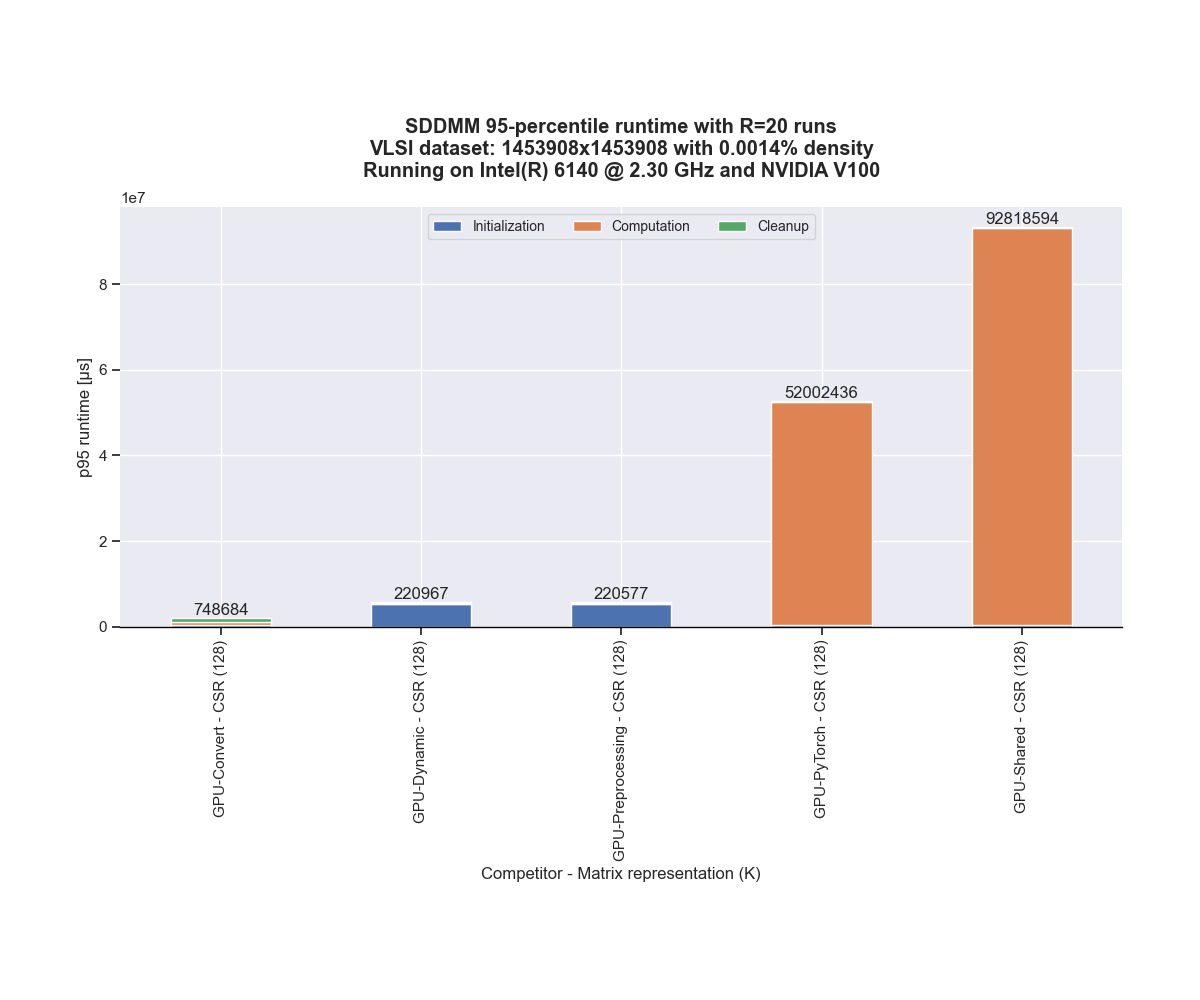 SDDMM 95-percentile runtime with R=20 runs
VLSI dataset: 1453908x1453908 with 0.0014% density
Running on Intel(R) 6140 @ 2.30 GHz and NVIDIA V100
1e7
Initialization Computation Cleanup
p95 runtime [µs]
8
6
4
2
0
748684
220967
220577
52002436
92818594
GPU-Convert - CSR (128)
GPU-Dynamic - CSR (128)
GPU-Preprocessing - CSR (128)
GPU-PyTorch - CSR (128)
GPU-Shared - CSR (128)
Competitor - Matrix representation (K)